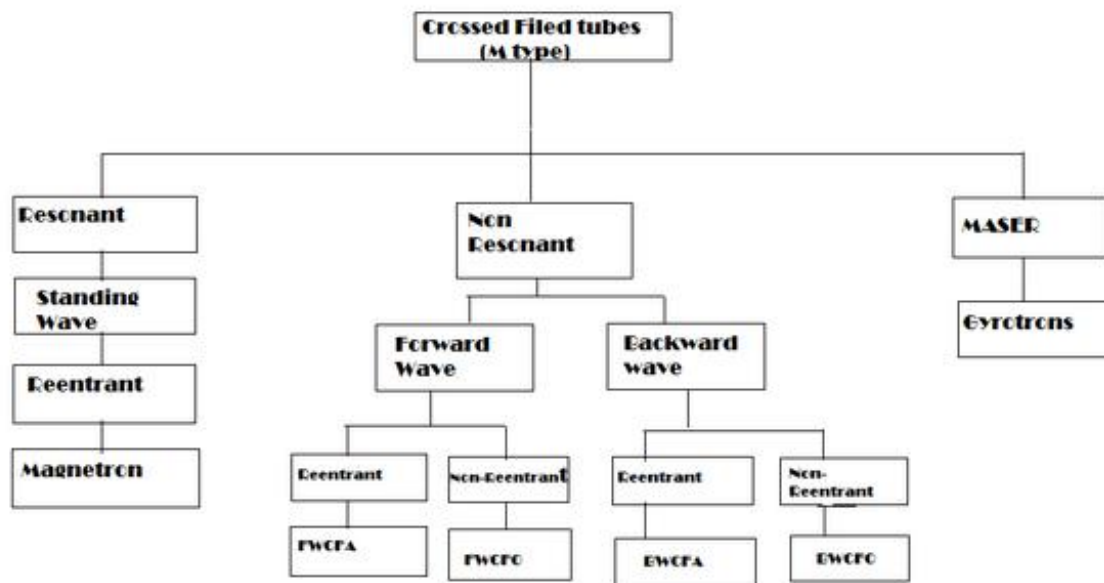 Crossed Filed tubes
(M type)
Resonant
Non
Resonant
MASER
Standing
Wave
Gyrotrons
Forward
Wave
Backward
wave
Reentrant
Magnetron
Reentrant
Non-Reentrant
Reentrant
Non-
Reentrant
FWCFA
FWCFO
BWCFA
BWCFO